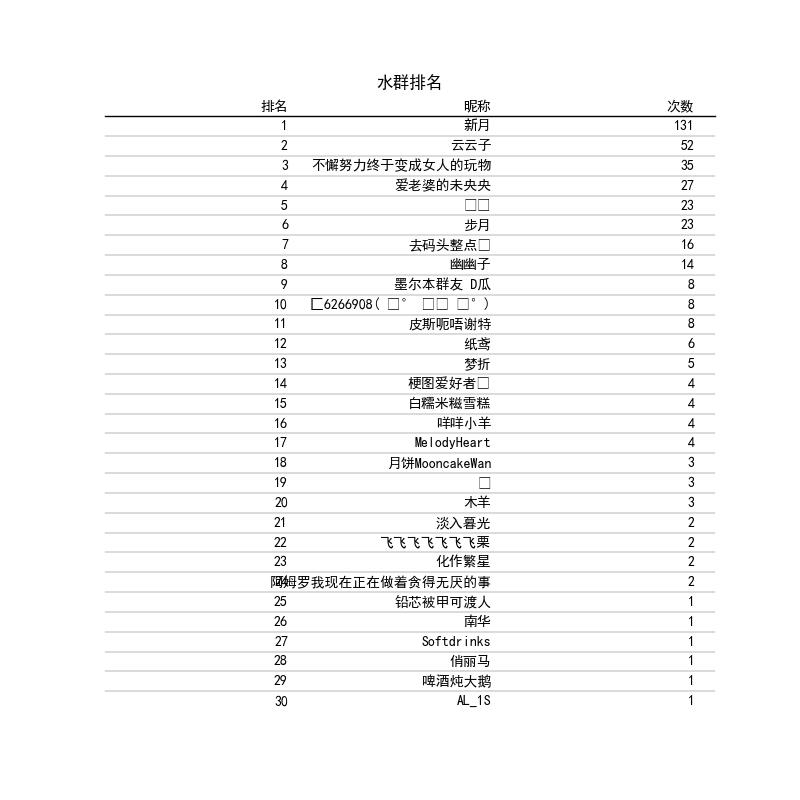 水群排名
排名 昵称 次数
1 新月 131
2 云云子 52
3 不懈努力终于变成女人的玩物 35
4 爱老婆的未央央 27
5 □□ 23
6 步月 23
7 去码头整点□ 16
8 幽幽子 14
9 墨尔本群友 D瓜 8
10 匚6266908( □° □□ □°) 8
11 皮斯呃唔谢特 8
12 纸鸢 6
13 梦折 5
14 梗图爱好者□ 4
15 白糯米糍雪糕 4
16 咩咩小羊 4
17 MelodyHeart 4
18 月饼MooncakeWan 3
19 □ 3
20 木羊 3
21 淡入暮光 2
22 飞飞飞飞飞飞飞栗 2
23 化作繁星 2
24 阿姆罗我现在正在做着贪得无厌的事 2
25 铅芯被甲可渡人 1
26 南华 1
27 Softdrinks 1
28 俏丽马 1
29 啤酒炖大鹅 1
30 AL_1S 1